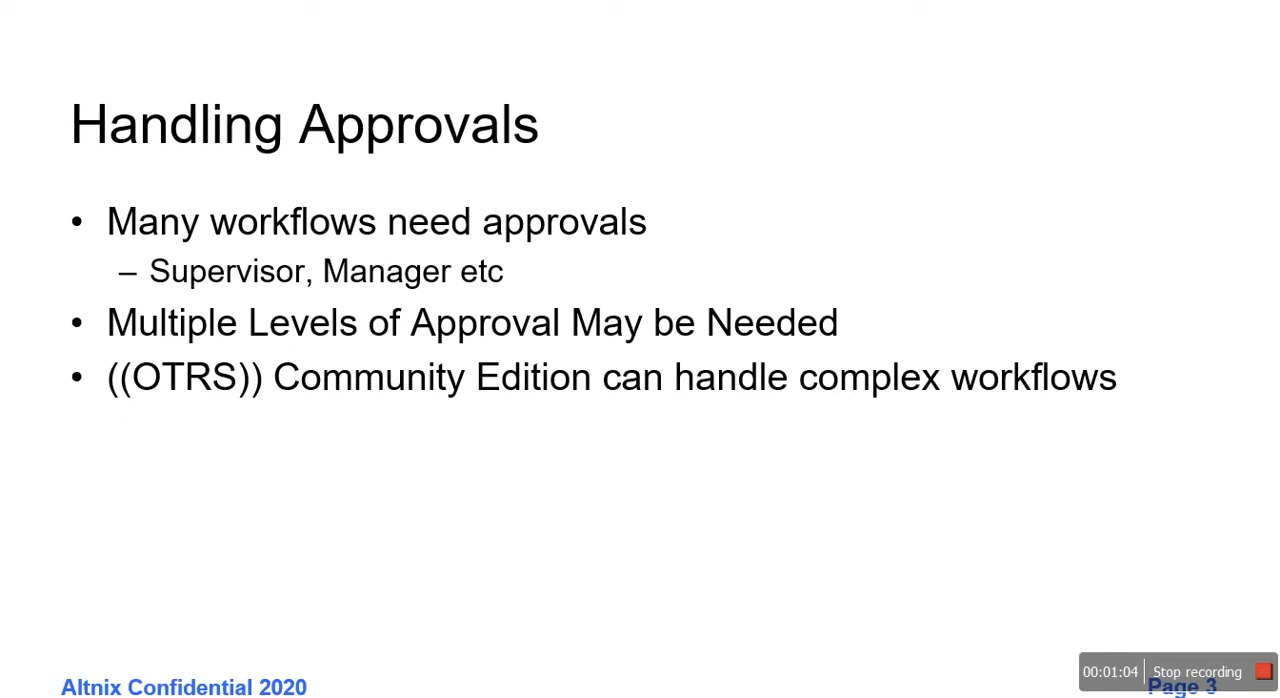 Handling Approvals
• Many workflows need approvals
– Supervisor, Manager etc
• Multiple Levels of Approval May be Needed
• ((OTRS)) Community Edition can handle complex workflows
Altnix Confidential 2020
00:01:04 Stop recording
Page 3